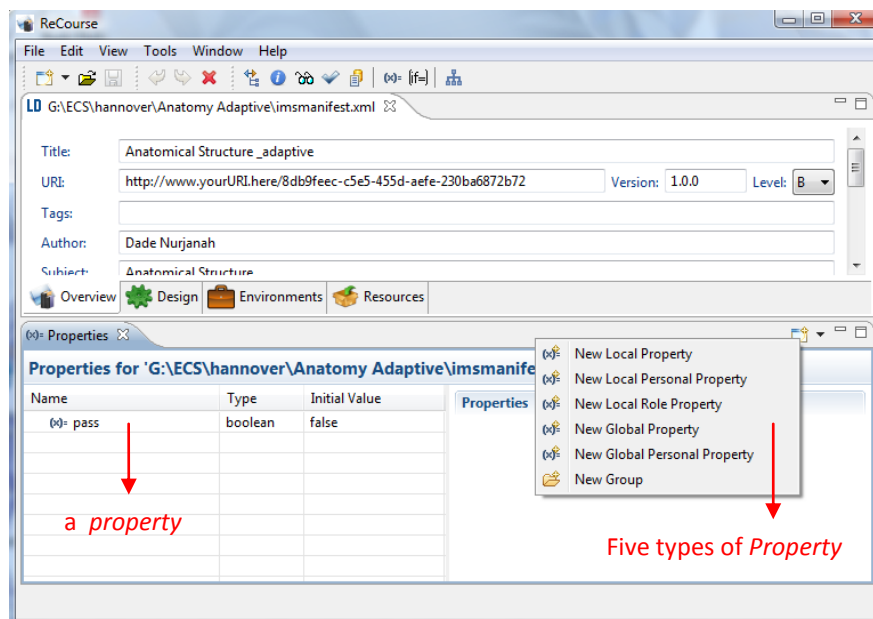 ReCourse
File Edit View Tools Window Help
(x)= [if=]
LD G:\ECS\hannover\Anatomy Adaptive\imsmanifest.xml
Title: Anatomical Structure _adaptive
URI: http://www.yourURI.here/8db9feec-c5e5-455d-aefe-230ba6872b72 Version: 1.0.0 Level: B
Tags:
Author: Dade Nurjanah
Subject: Anatomical Structure
Overview Design Environments Resources
(x)= Properties
Properties for 'G:\ECS\hannover\Anatomy Adaptive\imsmanife
Name Type Initial Value Properties
(x)= pass boolean false
New Local Property
New Local Personal Property
New Local Role Property
New Global Property
New Global Personal Property
New Group
a property
Five types of Property